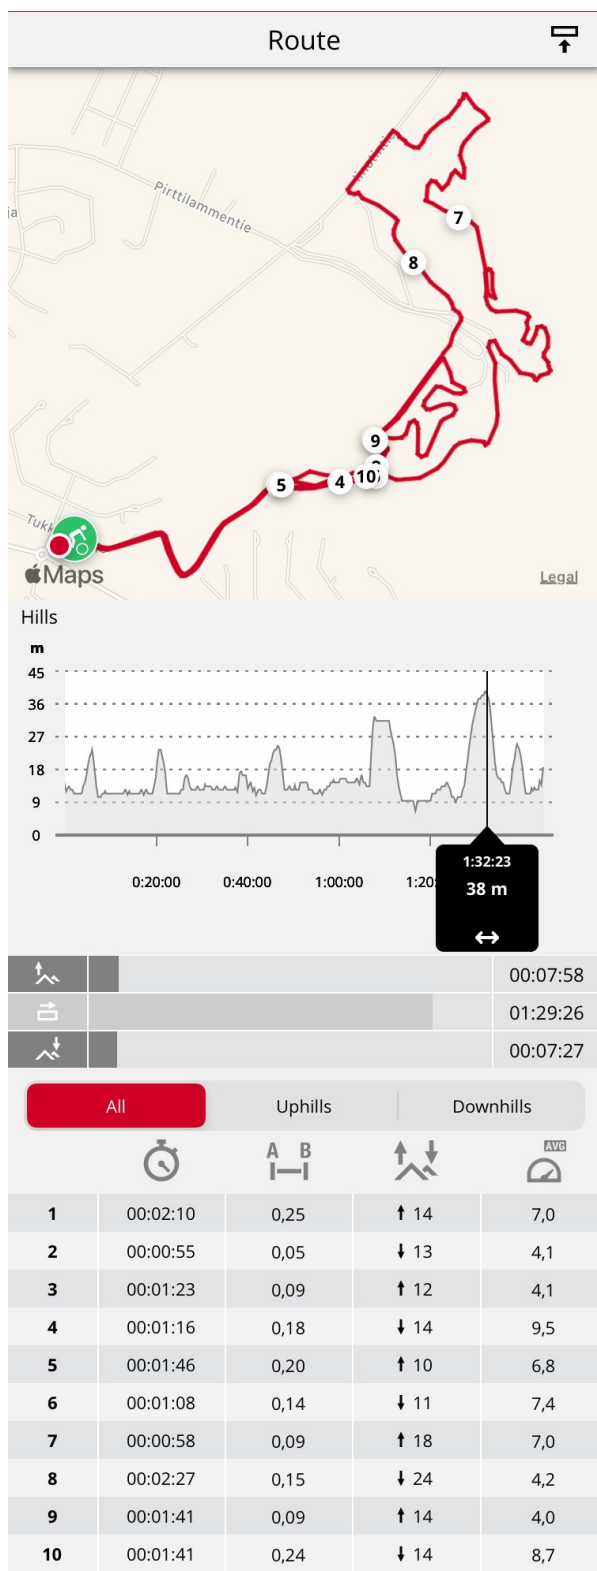 Route
Pirttilammentie
ja
7
8
9
5
4
10
Tukk
Maps
Legal
Hills
m
45
36
27
18
9
0
0:20:00
0:40:00
1:00:00
1:20:
1:32:23
38 m
00:07:58
01:29:26
00:07:27
All
Uphills
Downhills
A B
AVG
1 00:02:10 0,25 ↑ 14 7,0
2 00:00:55 0,05 ↓ 13 4,1
3 00:01:23 0,09 ↑ 12 4,1
4 00:01:16 0,18 ↓ 14 9,5
5 00:01:46 0,20 ↑ 10 6,8
6 00:01:08 0,14 ↓ 11 7,4
7 00:00:58 0,09 ↑ 18 7,0
8 00:02:27 0,15 ↓ 24 4,2
9 00:01:41 0,09 ↑ 14 4,0
10 00:01:41 0,24 ↓ 14 8,7